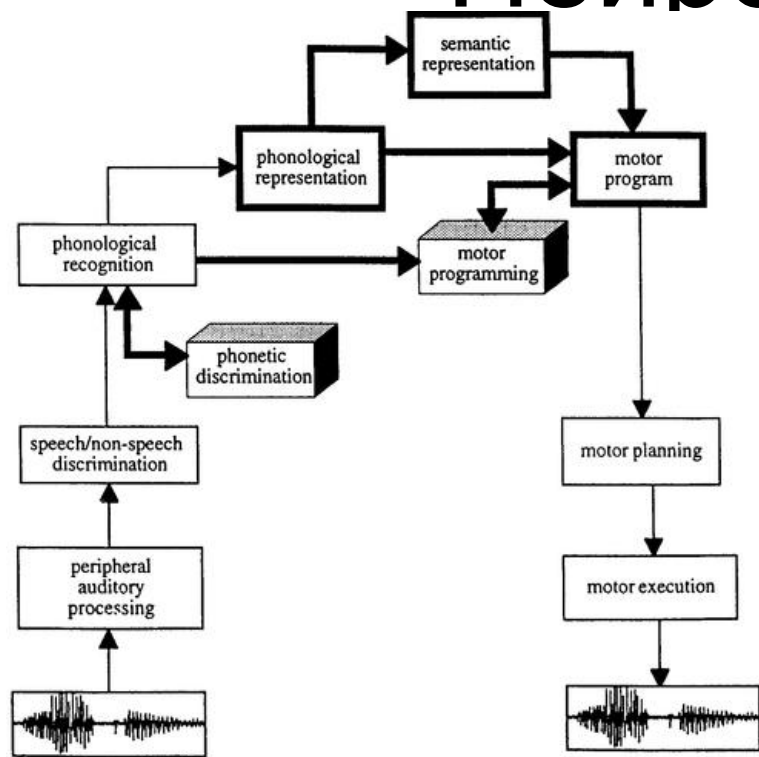 semantic
representation
phonological
representation
motor
program
phonological
recognition
motor
programming
phonetic
discrimination
speech/non-speech
discrimination
motor planning
peripheral
auditory
processing
motor execution